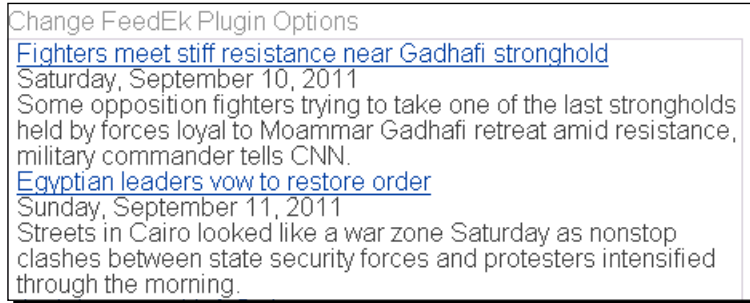 Change FeedEk Plugin Options
Fighters meet stiff resistance near Gadhafi stronghold
Saturday, September 10, 2011
Some opposition fighters trying to take one of the last strongholds
held by forces loyal to Moammar Gadhafi retreat amid resistance,
military commander tells CNN.
Egyptian leaders vow to restore order
Sunday, September 11, 2011
Streets in Cairo looked like a war zone Saturday as nonstop
clashes between state security forces and protesters intensified
through the morning.